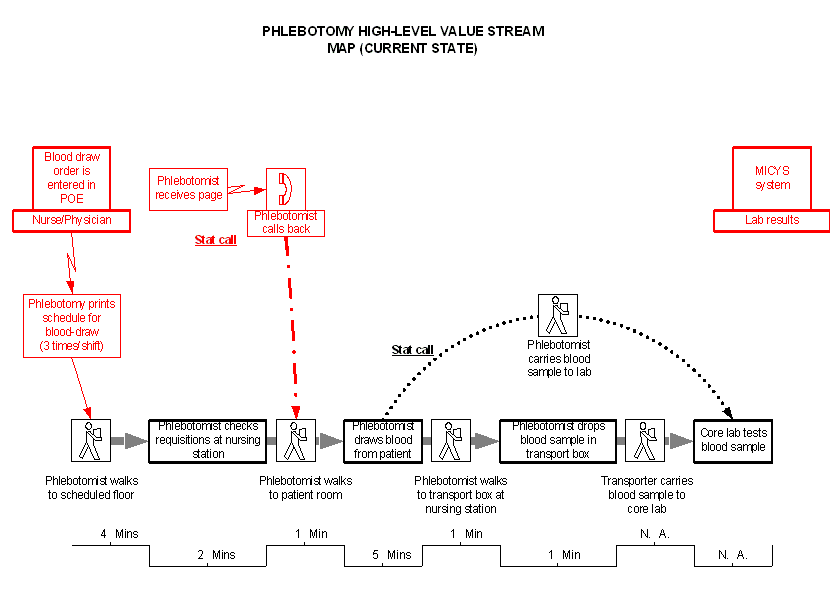 PHLEBOTOMY HIGH-LEVEL VALUE STREAM
MAP (CURRENT STATE)
Blood draw
order is
entered in
POE
Nurse/Physician
Phlebotomist
receives page
Phlebotomist
calls back
Stat call
MICYS
system
Lab results
Phlebotomy prints
schedule for
blood-draw
(3 times/shift)
Phlebotomist
carries blood
sample to lab
Stat call
Phlebotomist checks
requisitions at nursing
station
Phlebotomist
draws blood
from patient
Phlebotomist drops
blood sample in
transport box
Core lab tests
blood sample
Phlebotomist walks
to scheduled floor
Phlebotomist walks
to patient room
Phlebotomist walks
to transport box at
nursing station
Transporter carries
blood sample to
core lab
4 Mins
2 Mins
1 Min
5 Mins
1 Min
1 Min
N. A.
N. A.